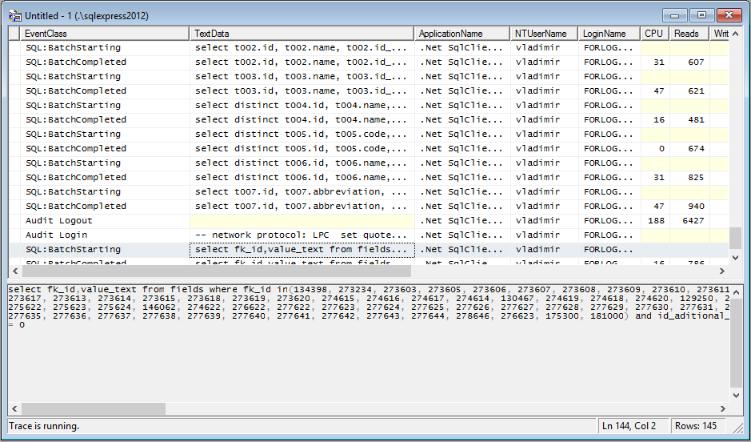 Untitled - 1 (.\sqlexpress2012)
EventClass TextData ApplicationName NTUserName LoginName CPU Reads Writ
SQL:BatchStarting select t002.id, t002.name, t002.id_... .Net SqlClie... vladimir FORLOG...
SQL:BatchCompleted select t002.id, t002.name, t002.id_... .Net SqlClie... vladimir FORLOG... 31 607
SQL:BatchStarting select t003.id, t003.name, t003.id_... .Net SqlClie... vladimir FORLOG...
SQL:BatchCompleted select t003.id, t003.name, t003.id_... .Net SqlClie... vladimir FORLOG... 47 621
SQL:BatchStarting select distinct t004.id, t004.name,... .Net SqlClie... vladimir FORLOG...
SQL:BatchCompleted select distinct t004.id, t004.name,... .Net SqlClie... vladimir FORLOG... 16 481
SQL:BatchStarting select distinct t005.id, t005.code,... .Net SqlClie... vladimir FORLOG...
SQL:BatchCompleted select distinct t005.id, t005.code,... .Net SqlClie... vladimir FORLOG... 0 674
SQL:BatchStarting select distinct t006.id, t006.name,... .Net SqlClie... vladimir FORLOG...
SQL:BatchCompleted select distinct t006.id, t006.name,... .Net SqlClie... vladimir FORLOG... 31 825
SQL:BatchStarting select t007.id, t007.abbreviation, ... .Net SqlClie... vladimir FORLOG...
SQL:BatchCompleted select t007.id, t007.abbreviation, ... .Net SqlClie... vladimir FORLOG... 47 940
Audit Logout .Net SqlClie... vladimir FORLOG... 188 6427
Audit Login -- network protocol: LPC set quote... .Net SqlClie... vladimir FORLOG...
SQL:BatchStarting select fk_id,value_text from fields... .Net SqlClie... vladimir FORLOG...
SQL:BatchCompleted select fk_id,value_text from fields... .Net SqlClie... vladimir FORLOG... 16 786
select fk_id,value_text from fields where fk_id in(134398, 273234, 273603, 273605, 273606, 273607, 273608, 273609, 273610, 273611
273617, 273613, 273614, 273615, 273618, 273619, 273620, 274615, 274616, 274617, 274614, 130467, 274619, 274618, 274620, 129250, 2
275622, 275623, 275624, 146062, 274622, 276622, 277622, 277623, 277624, 277625, 277626, 277627, 277628, 277629, 277630, 277631, 2
277635, 277636, 277637, 277638, 277639, 277640, 277641, 277642, 277643, 277644, 278646, 276623, 175300, 181000) and id_aditional_
= 0
Trace is running. Ln 144, Col 2 Rows: 145